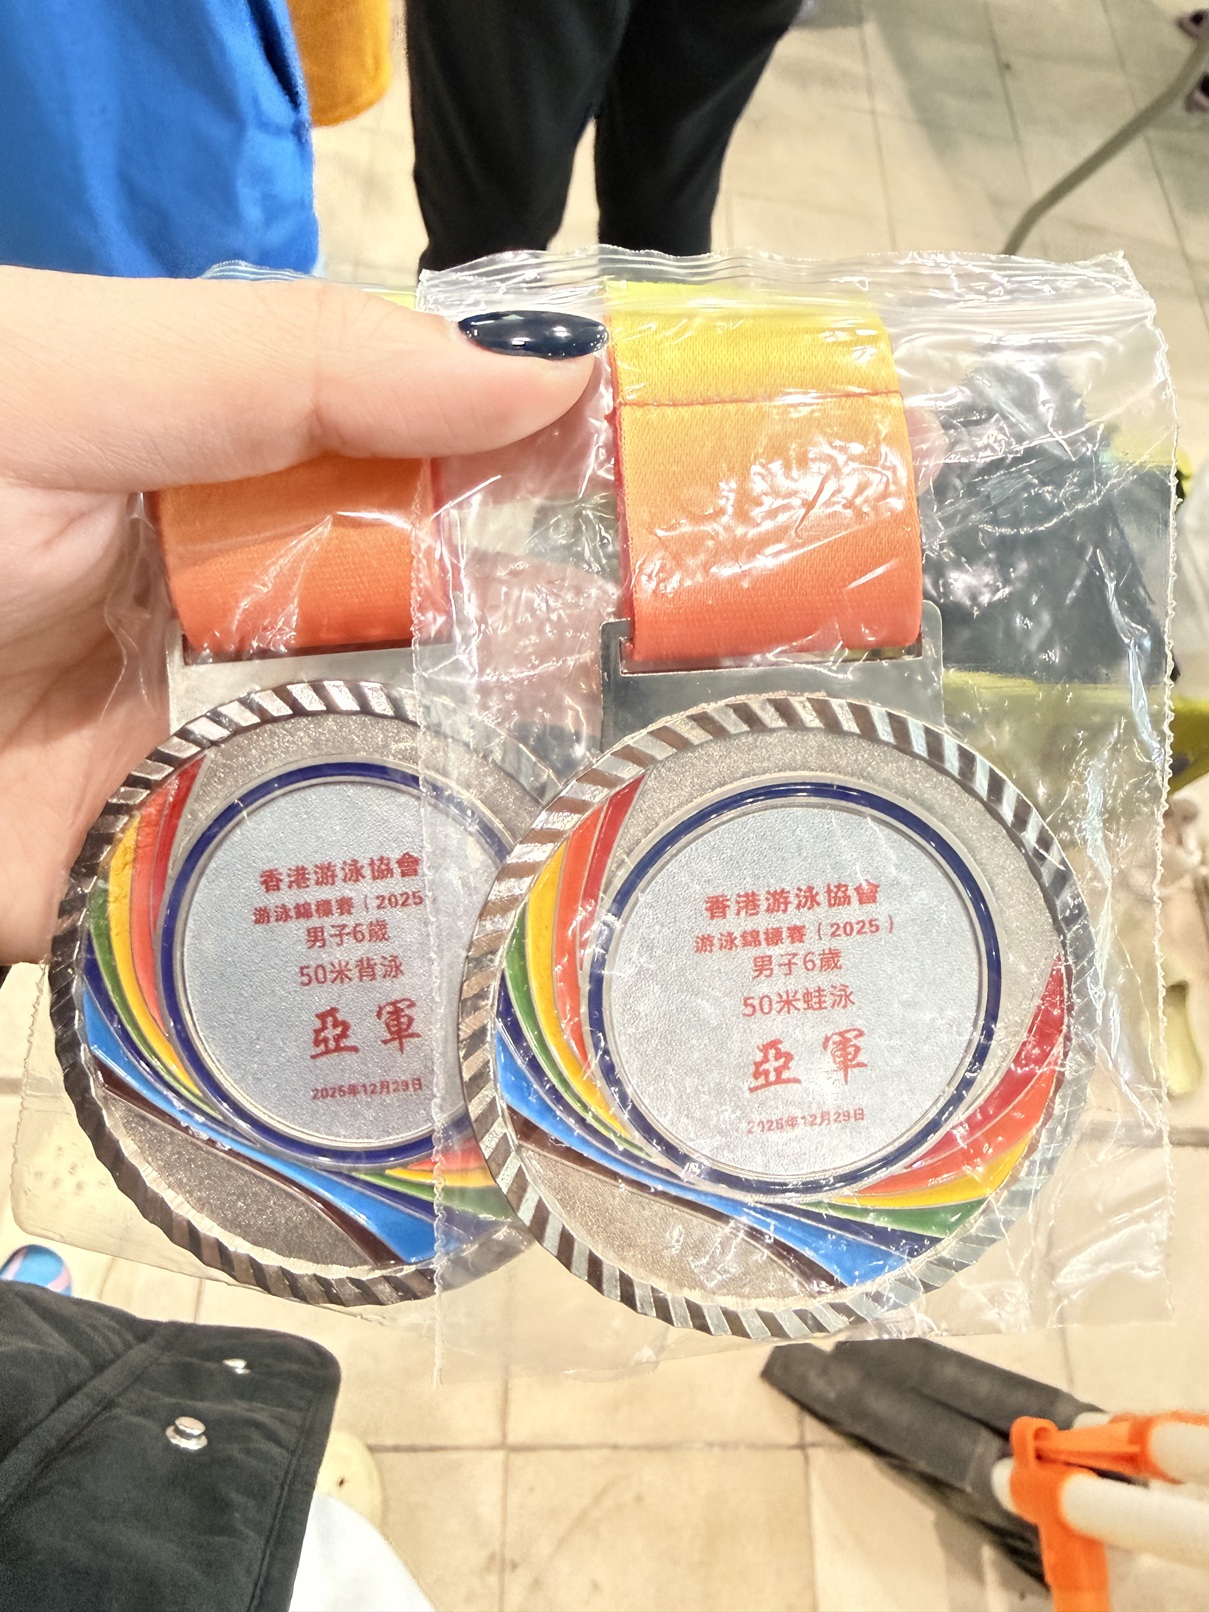 香港游泳協會
游泳錦標賽（2025
男子6歲
50米背泳
亞軍
2025年12月29日
香港游泳協會
游泳錦標賽（2025）
男子6歲
50米蛙泳
亞軍
2025年12月29日